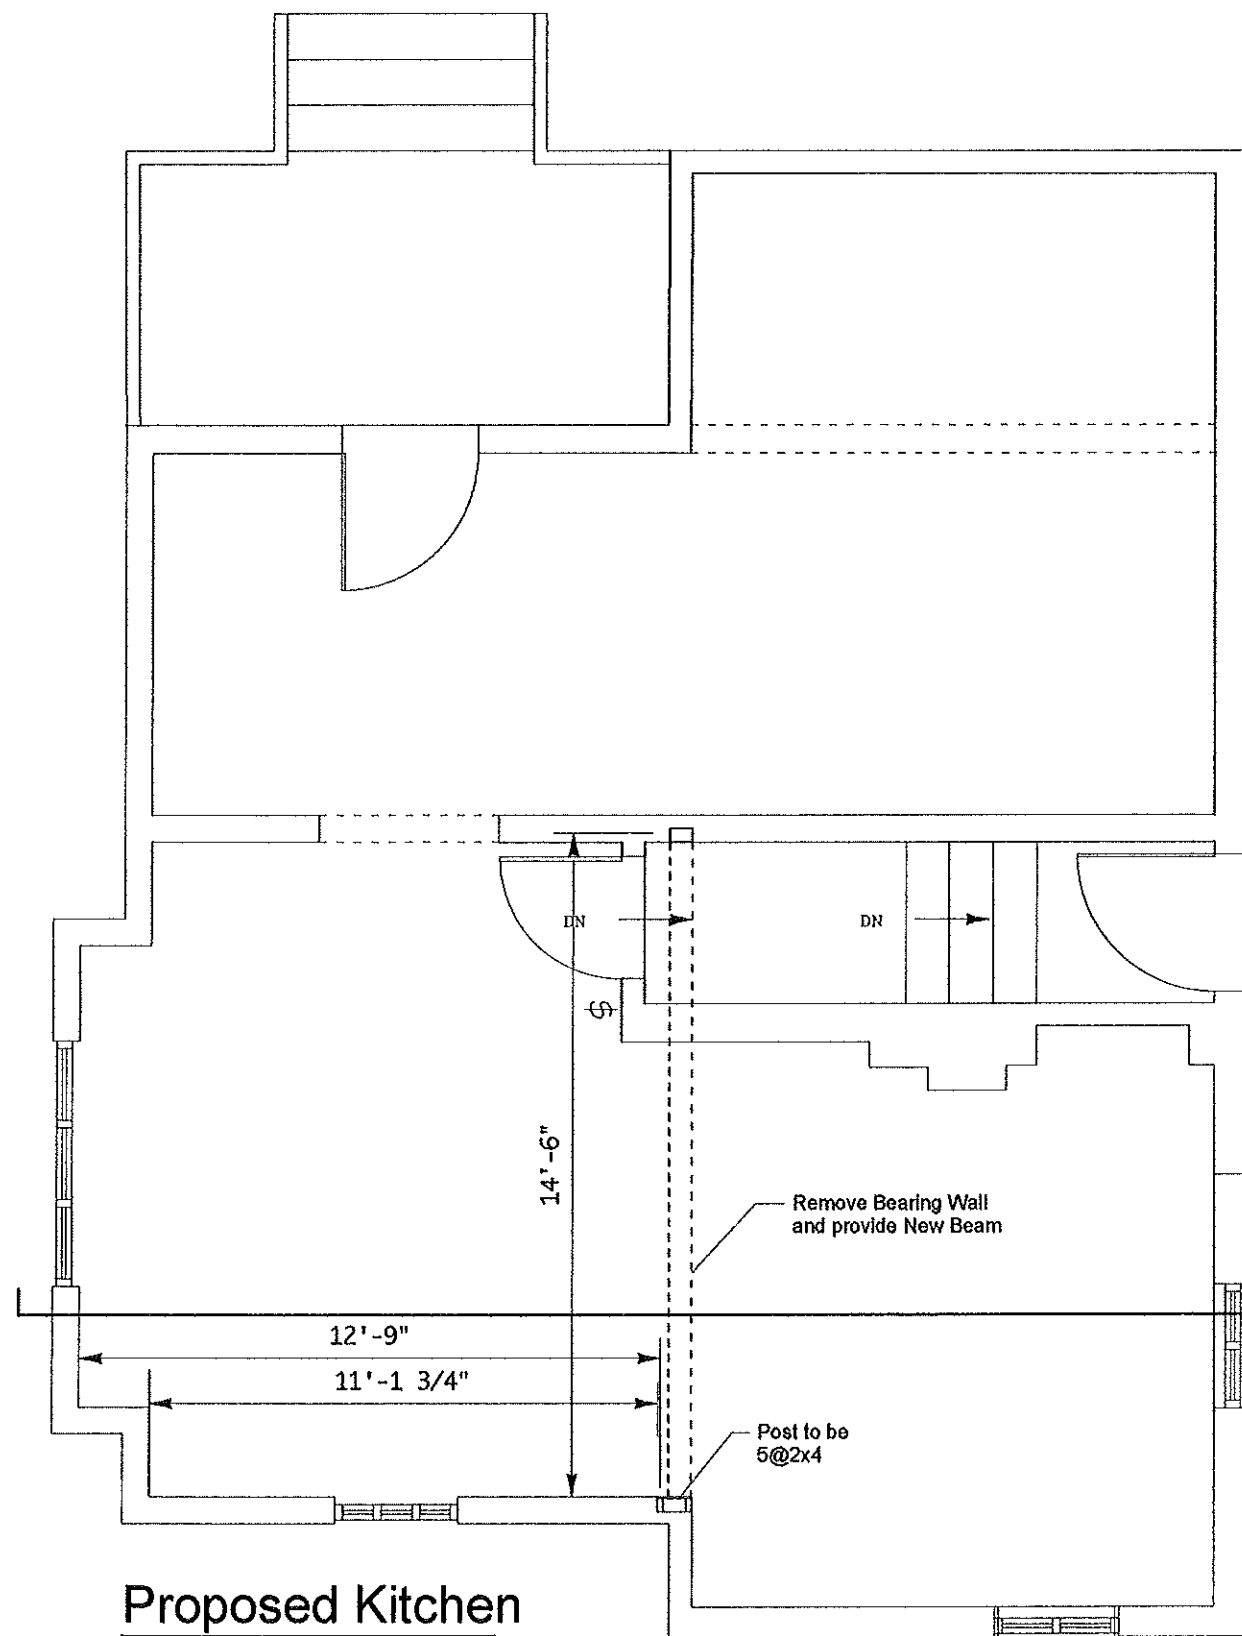 DN
DN
$
14'-6"
Remove Bearing Wall
and provide New Beam
12'-9"
11'-1 3/4"
Post to be
5@2x4
Proposed Kitchen